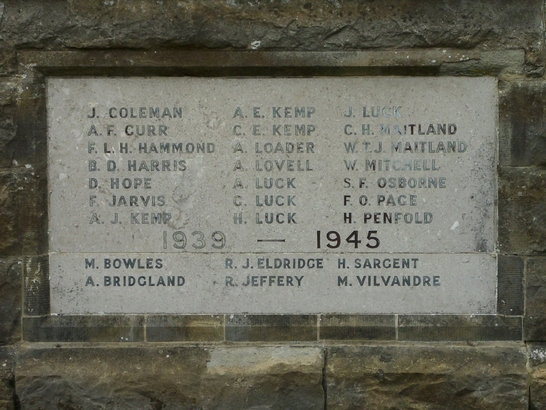 J. COLEMAN A. E. KEMP J. LUCK
A. F. CURR C. E. KEMP C. H. MAITLAND
F. L. H. HAMMOND A. LOADER W. T. J. MAITLAND
B. D. HARRIS A. LOVELL W. MITCHELL
D. HOPE A. LUCK S. F. OSBORNE
F. JARVIS C. LUCK F. O. PACE
A. J. KEMP H. LUCK H. PENFOLD
1939 — 1945
M. BOWLES R. J. ELDRIDGE H. SARGENT
A. BRIDGLAND R. JEFFERY M. VILVANDRE